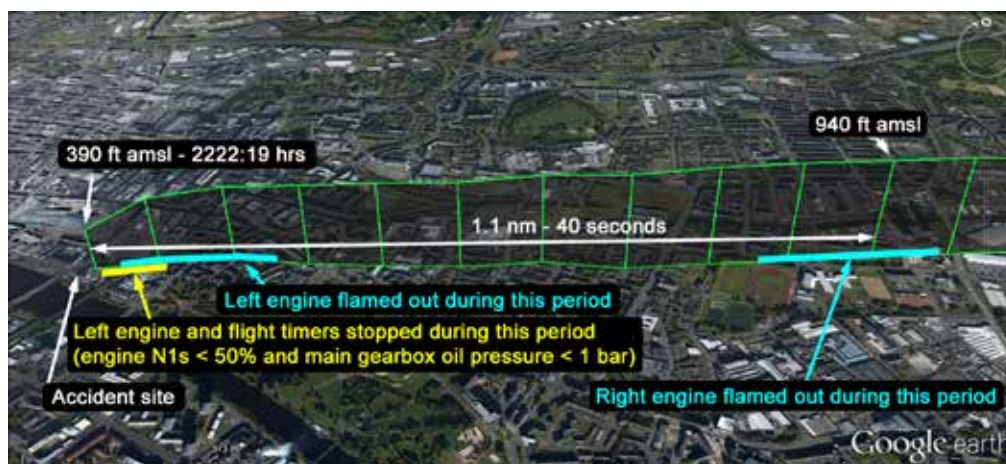 940 ft amsl
390 ft amsl - 2222:19 hrs
1.1 nm - 40 seconds
Left engine flamed out during this period
Left engine and flight timers stopped during this period
(engine N1s < 50% and main gearbox oil pressure < 1 bar)
Accident site
Right engine flamed out during this period
Google earth